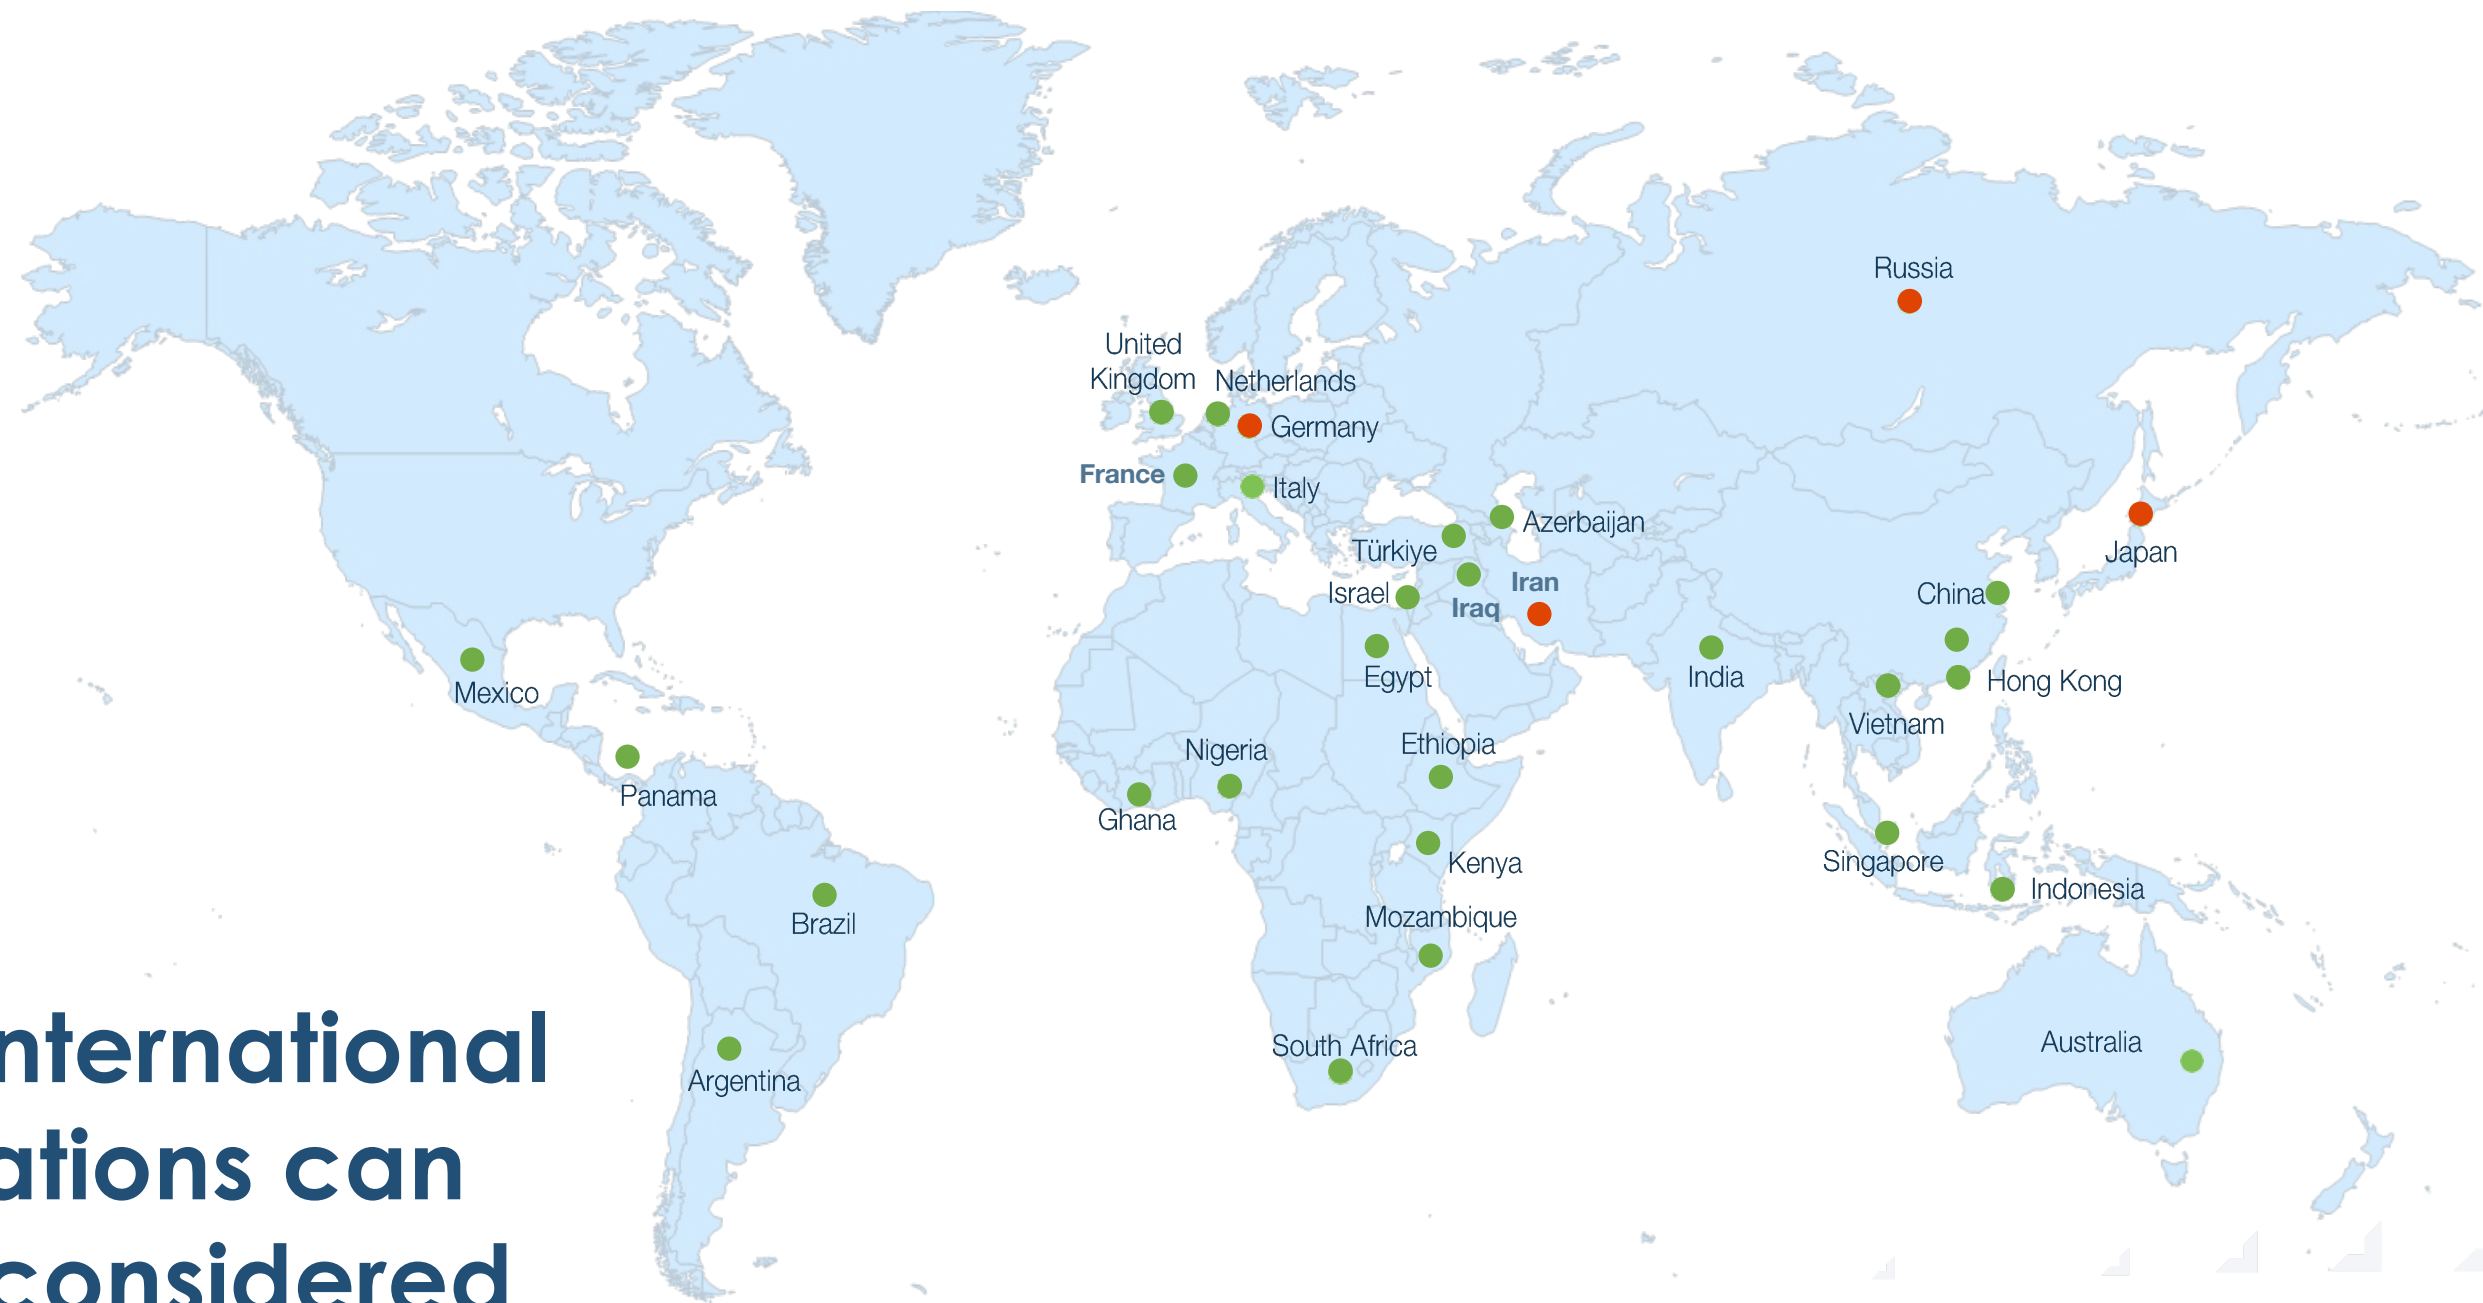 Russia
United
Kingdom
Netherlands
Germany
France
Italy
Azerbaijan
Türkiye
Japan
Iran
Israel
China
Iraq
Egypt
India
Hong Kong
Mexico
Vietnam
Nigeria
Ethiopia
Panama
Ghana
Kenya
Singapore
Indonesia
Brazil
Mozambique
South Africa
Australia
Argentina
nternational
ations can
considered